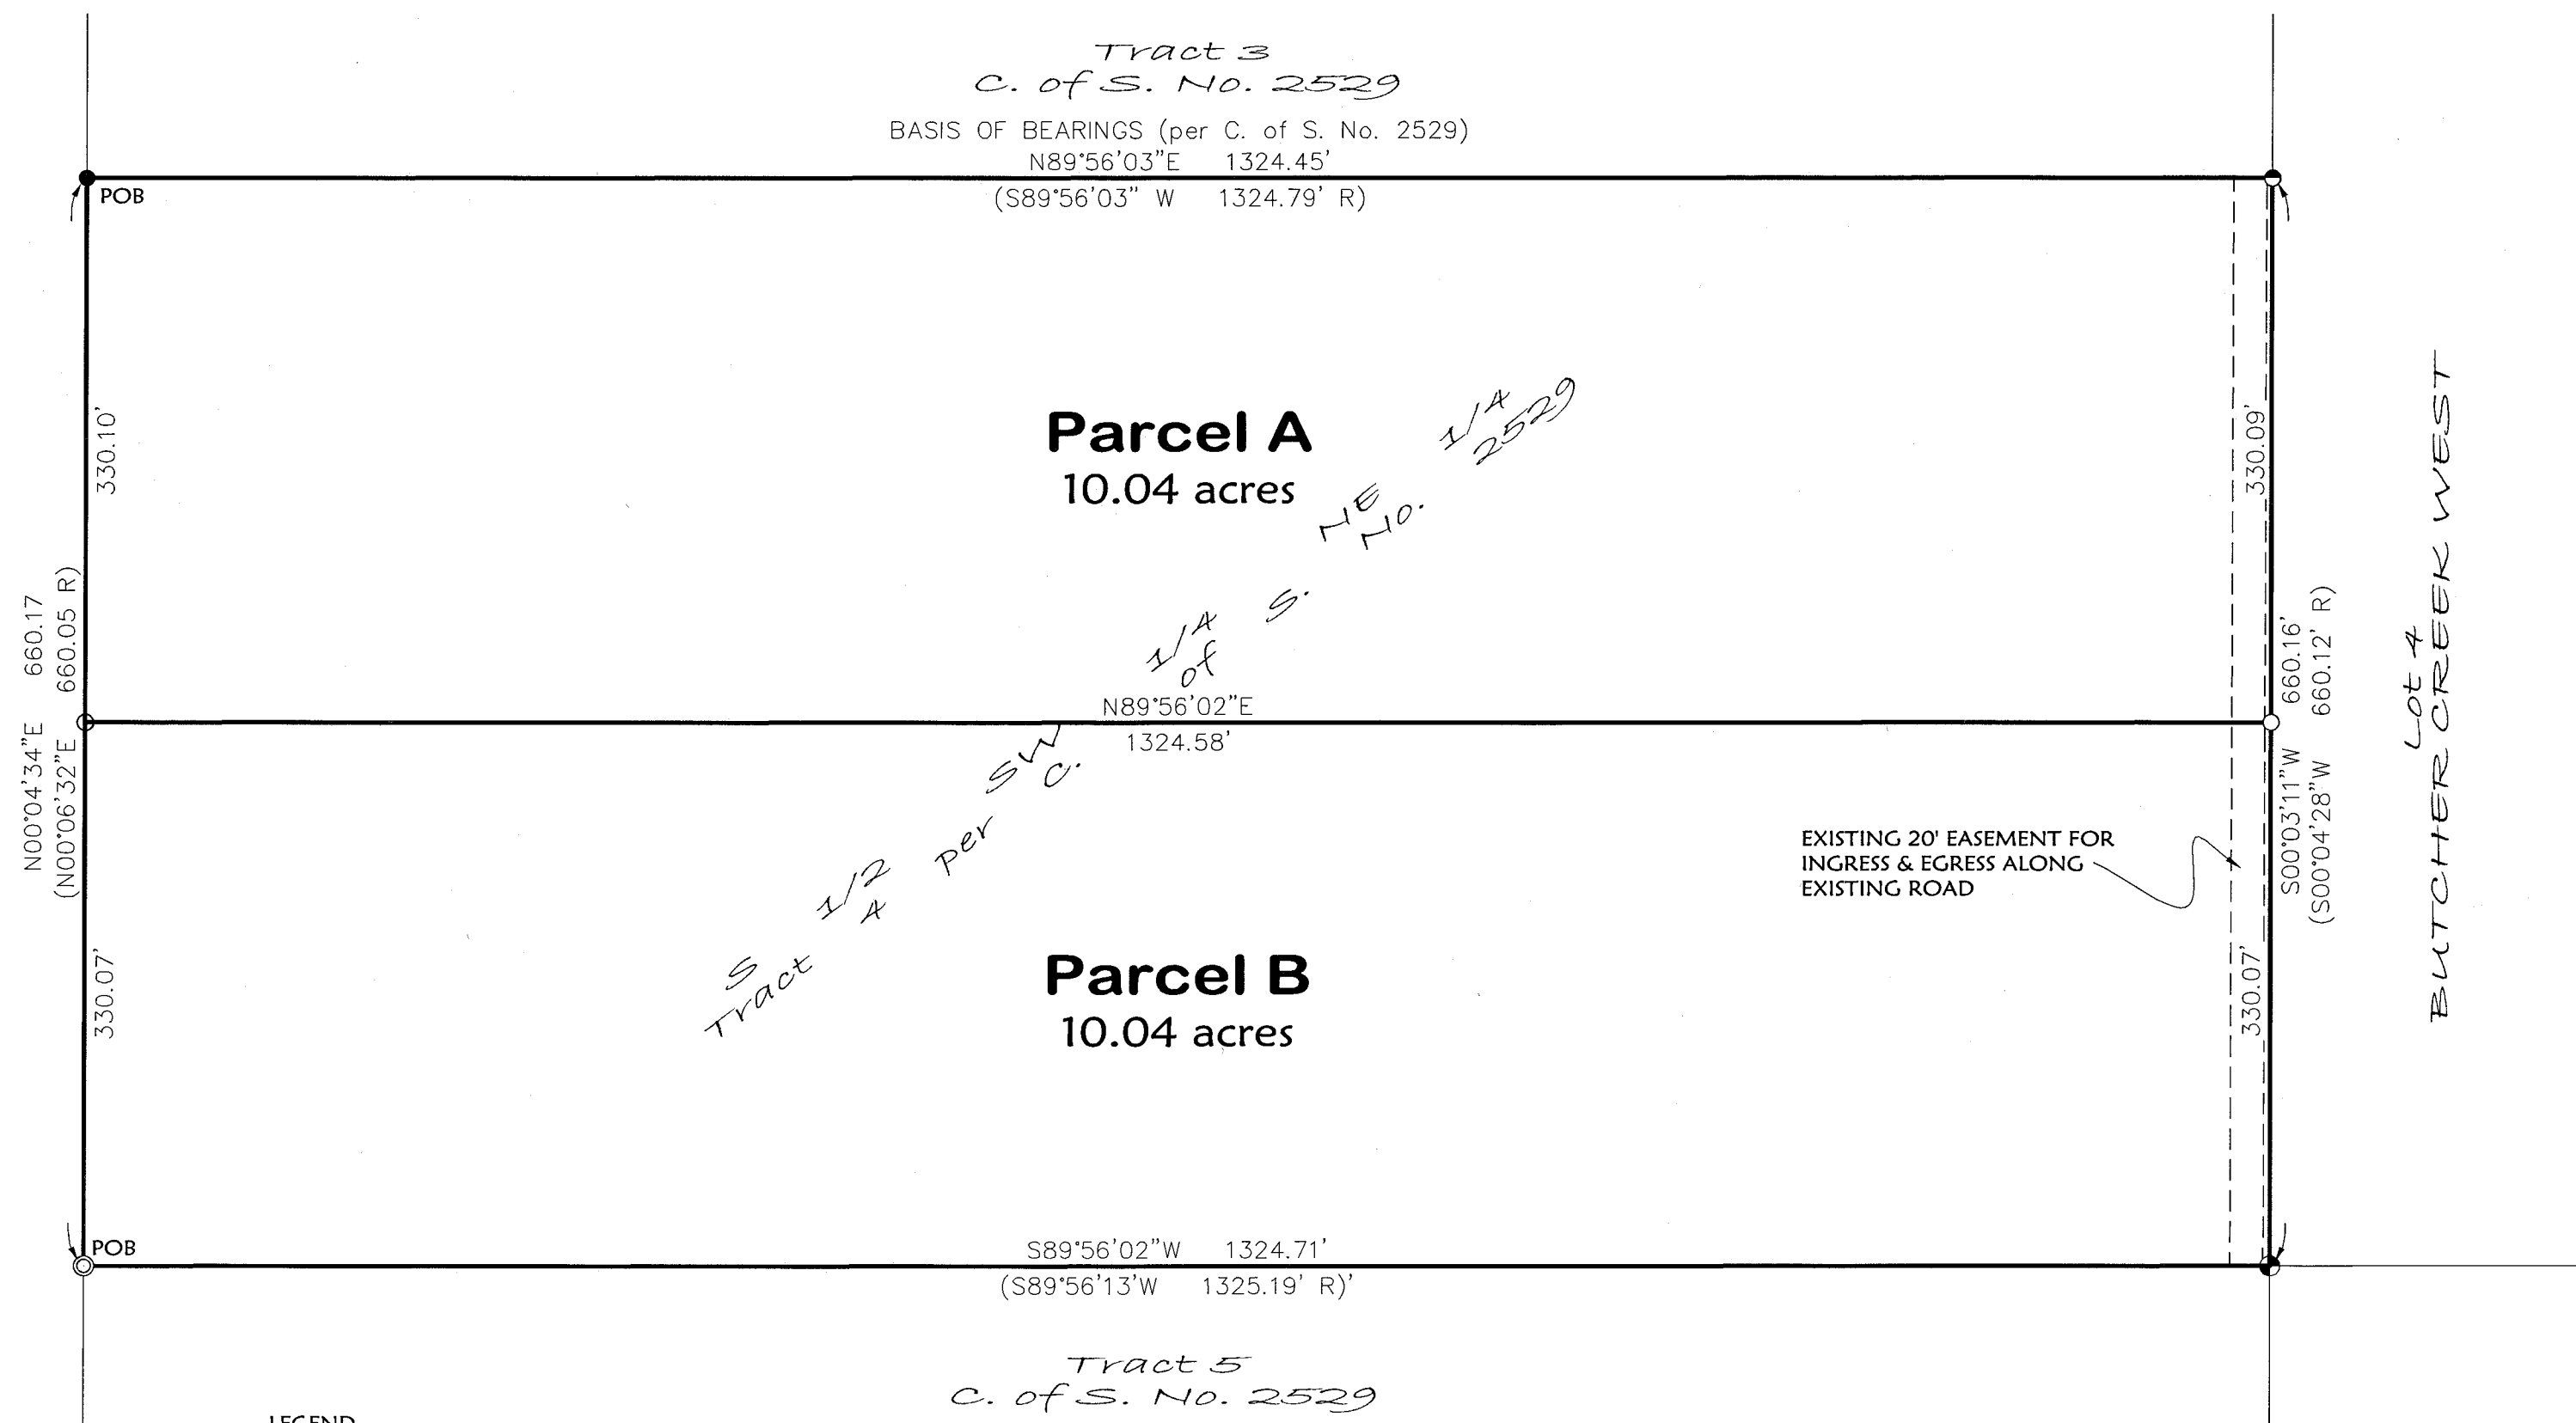 Tract 3
C. of S. No. 2529
BASIS OF BEARINGS (per C. of S. No. 2529)
N89°56'03"E 1324.45'
(S89°56'03" W 1324.79' R)
POB
330.10'
330.09'
Parcel A
10.04 acres
S 1/2 SW 1/4 NE 1/4
Tract 4 per C. of S. No. 2529
N00°04'34"E 660.17
(N00°06'32"E 660.05 R)
N89°56'02"E
1324.58'
S00°03'11"W 660.16'
(S00°04'28"W 660.12' R)
Lot 4
BUTCHER CREEK WEST
EXISTING 20' EASEMENT FOR
INGRESS & EGRESS ALONG
EXISTING ROAD
330.07'
330.07'
Parcel B
10.04 acres
POB
S89°56'02"W 1324.71'
(S89°56'13'W 1325.19' R)'
Tract 5
C. of S. No. 2529
LEGEND